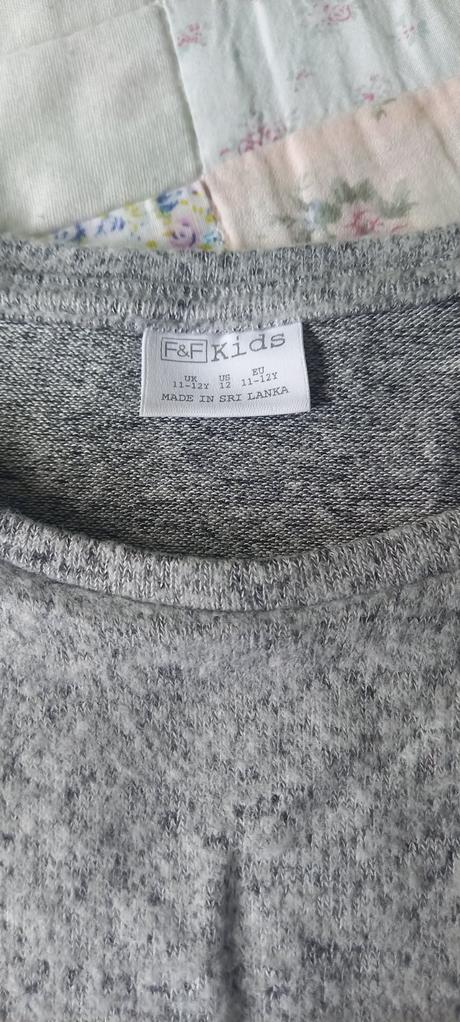 F&F Kids
UK US EU
11-12Y 12 11-12Y
MADE IN SRI LANKA